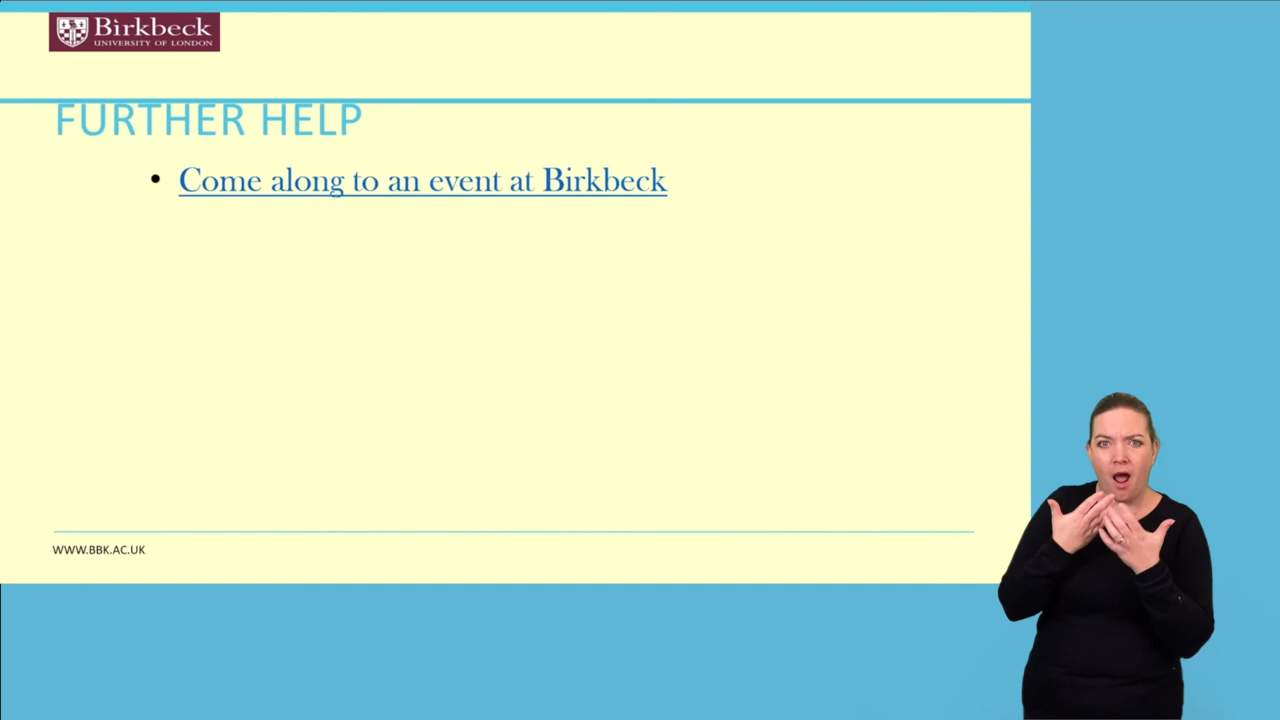 Birkbeck
UNIVERSITY OF LONDON
FURTHER HELP
• Come along to an event at Birkbeck
WWW.BBK.AC.UK